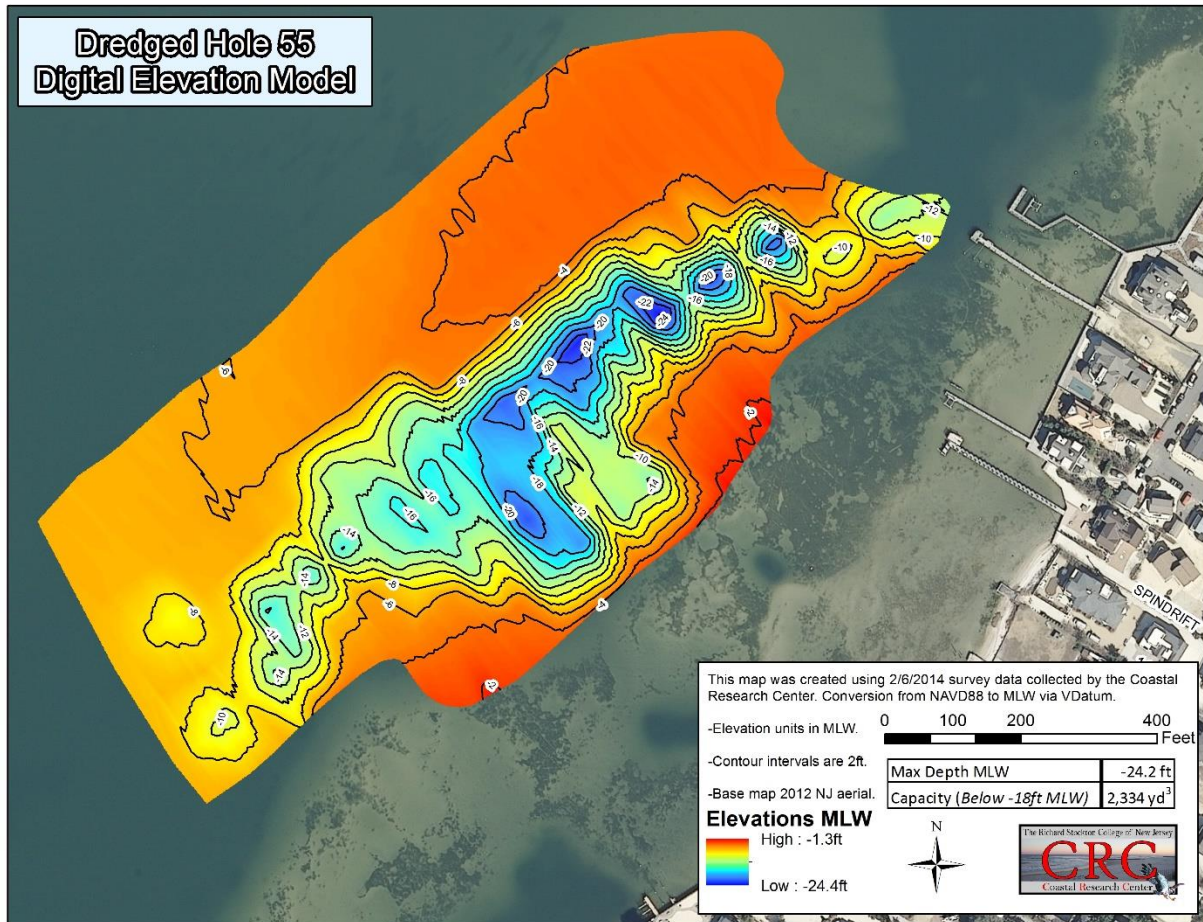 Dredged Hole 55
Digital Elevation Model
-12
-14
-12
-10
-10
-16
-20
-18
-4
-16
-22
-6
-20
-24
-22
-20
-8
-6
-20
-2
-16
-14
-10
-14
-16
-18
-16
-12
-20
-14
-8
-14
-6
-4
-8
-12
-14
-14
-2
-10
SPINDRIFT
This map was created using 2/6/2014 survey data collected by the Coastal
Research Center. Conversion from NAVD88 to MLW via VDatum.
-Elevation units in MLW.
0 100 200 400
Feet
-Contour intervals are 2ft.
Max Depth MLW -24.2 ft
-Base map 2012 NJ aerial.
Capacity (Below -18ft MLW) 2,334 yd³
Elevations MLW
High : -1.3ft
Low : -24.4ft
N
The Richard Stockton College of New Jersey
CRC
Coastal Research Center